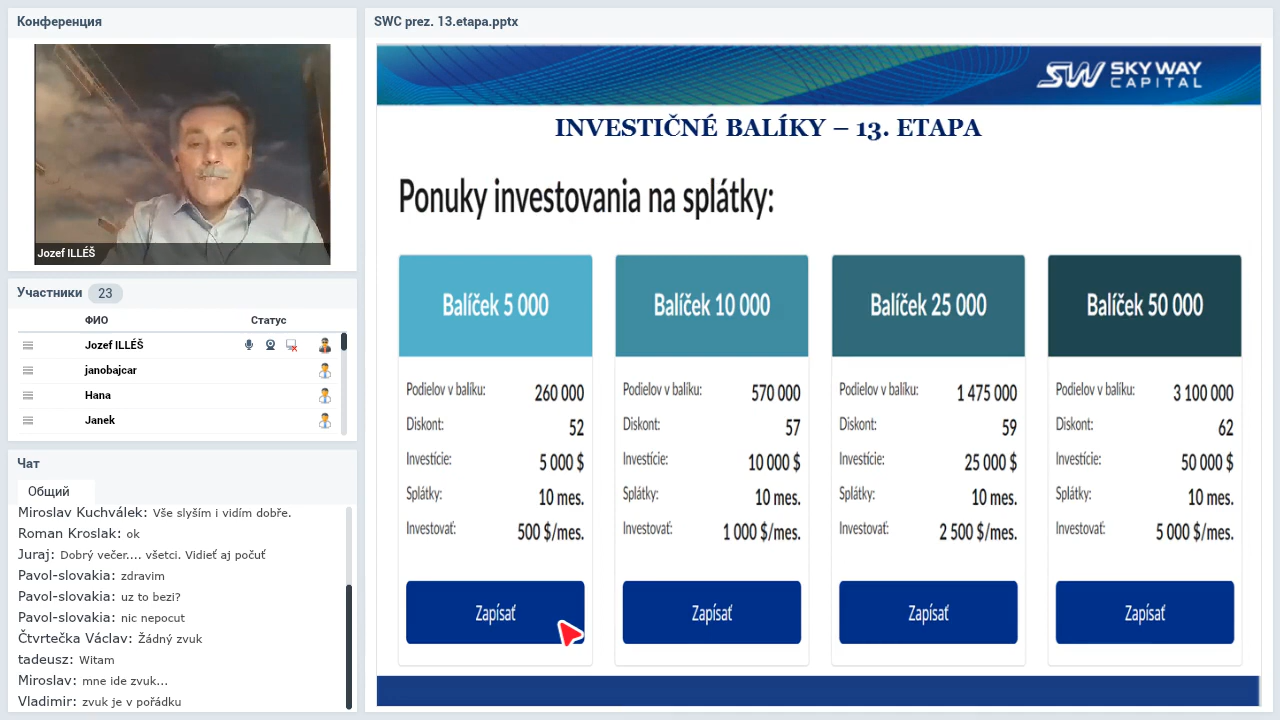 Конференция
Jozef ILLÉŠ
Участники 23
ФИО Статус
Jozef ILLÉŠ
janobajcar
Hana
Janek
Чат
Общий
Miroslav Kuchválek: Vše slyším i vidím dobře.
Roman Kroslak: ok
Juraj: Dobrý večer.... všetci. Vidieť aj počuť
Pavol-slovakia: zdravim
Pavol-slovakia: uz to bezi?
Pavol-slovakia: nic nepocut
Čtvrtečka Václav: Žádný zvuk
tadeusz: Witam
Miroslav: mne ide zvuk...
Vladimir: zvuk je v pořádku
SWC prez. 13.etapa.pptx
SW SKY WAY
CAPITAL
INVESTIČNÉ BALÍKY – 13. ETAPA
Ponuky investovania na splátky:
Balíček 5 000
Podielov v balíku: 260 000
Diskont: 52
Investície: 5 000 $
Splátky: 10 mes.
Investovať: 500 $/mes.
Zapísať
Balíček 10 000
Podielov v balíku: 570 000
Diskont: 57
Investície: 10 000 $
Splátky: 10 mes.
Investovať: 1 000 $/mes.
Zapísať
Balíček 25 000
Podielov v balíku: 1 475 000
Diskont: 59
Investície: 25 000 $
Splátky: 10 mes.
Investovať: 2 500 $/mes.
Zapísať
Balíček 50 000
Podielov v balíku: 3 100 000
Diskont: 62
Investície: 50 000 $
Splátky: 10 mes.
Investovať: 5 000 $/mes.
Zapísať